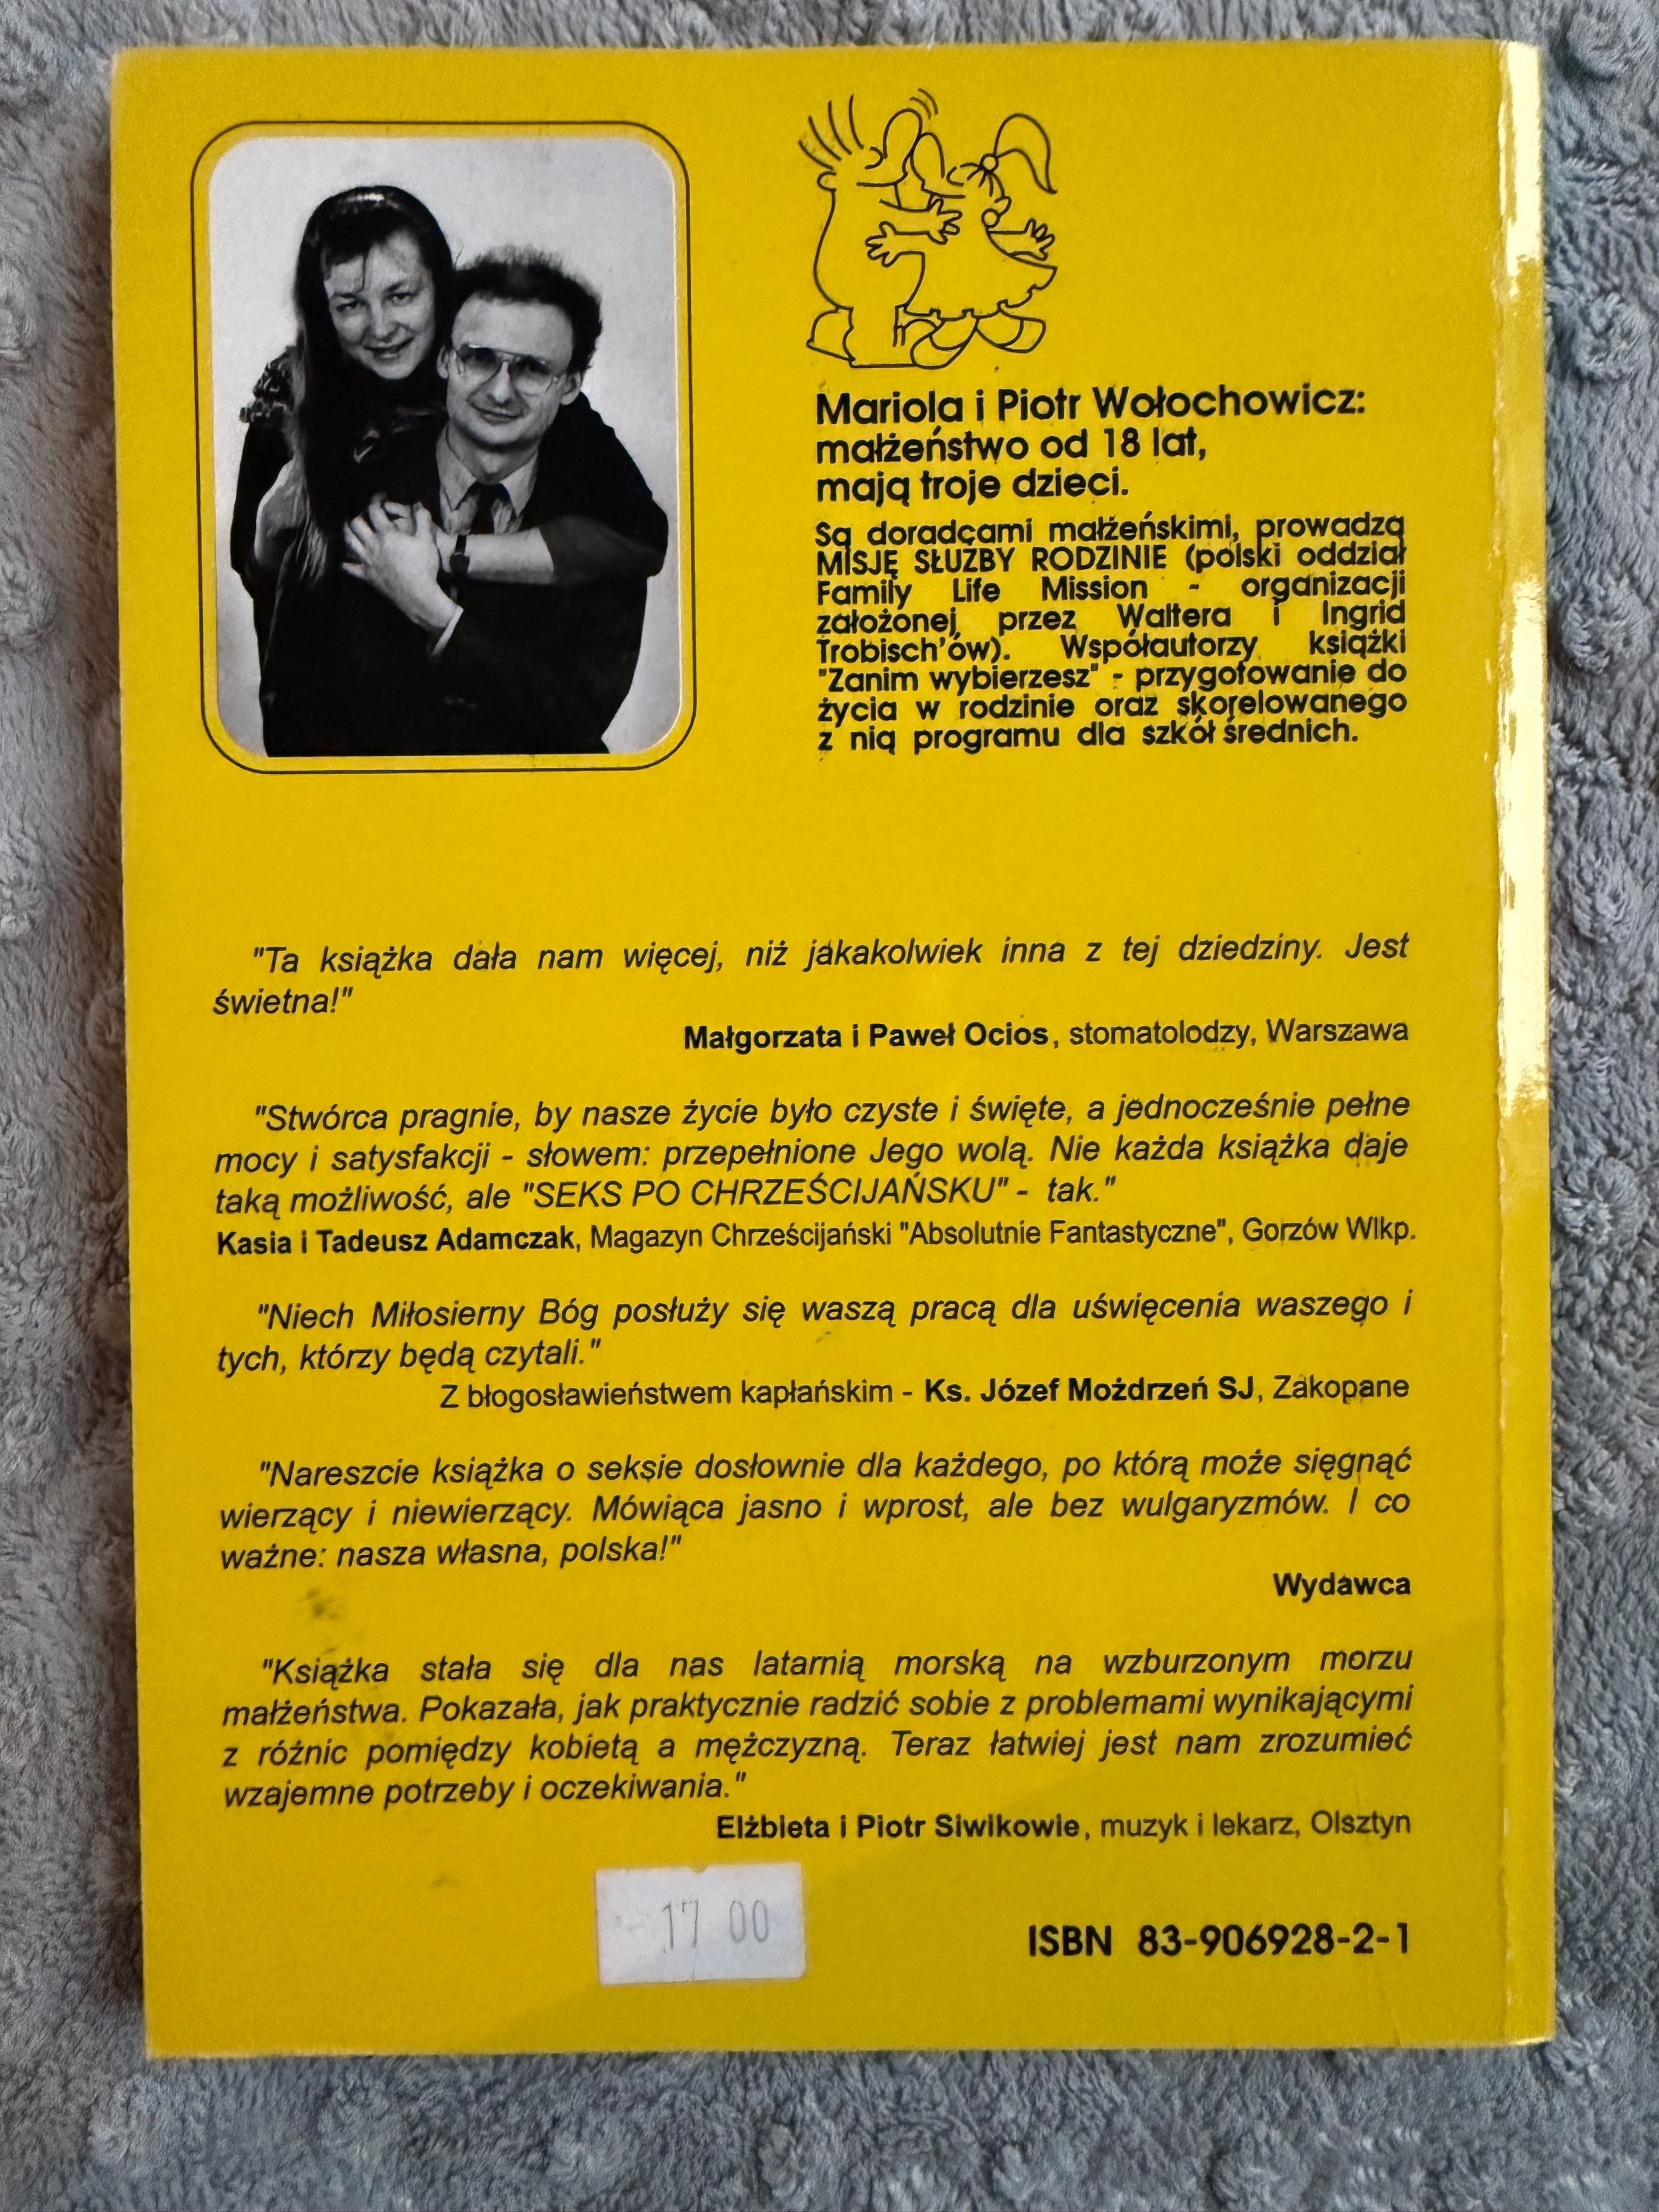 Mariola i Piotr Wołochowicz:
małżeństwo od 18 lat,
mają troje dzieci.
Są doradcami małżeńskimi, prowadzą
MISJĘ SŁUŻBY RODZINIE (polski oddział
Family Life Mission - organizacji
założonej przez Waltera i Ingrid
Trobisch'ów). Współautorzy książki
"Zanim wybierzesz" - przygotowanie do
życia w rodzinie oraz skorelowanego
z nią programu dla szkół średnich.
"Ta książka dała nam więcej, niż jakakolwiek inna z tej dziedziny. Jest
świetna!"
Małgorzata i Paweł Ocios, stomatolodzy, Warszawa
"Stwórca pragnie, by nasze życie było czyste i święte, a jednocześnie pełne
mocy i satysfakcji - słowem: przepełnione Jego wolą. Nie każda książka daje
taką możliwość, ale "SEKS PO CHRZEŚCIJAŃSKU" - tak."
Kasia i Tadeusz Adamczak, Magazyn Chrześcijański "Absolutnie Fantastyczne", Gorzów Wlkp.
"Niech Miłosierny Bóg posłuży się waszą pracą dla uświęcenia waszego i
tych, którzy będą czytali."
Z błogosławieństwem kapłańskim - Ks. Józef Możdrzeń SJ, Zakopane
"Nareszcie książka o seksie dosłownie dla każdego, po którą może sięgnąć
wierzący i niewierzący. Mówiąca jasno i wprost, ale bez wulgaryzmów. I co
ważne: nasza własna, polska!"
Wydawca
"Książka stała się dla nas latarnią morską na wzburzonym morzu
małżeństwa. Pokazała, jak praktycznie radzić sobie z problemami wynikającymi
z różnic pomiędzy kobietą a mężczyzną. Teraz łatwiej jest nam zrozumieć
wzajemne potrzeby i oczekiwania."
Elżbieta i Piotr Siwikowie, muzyk i lekarz, Olsztyn
17 00
ISBN 83-906928-2-1